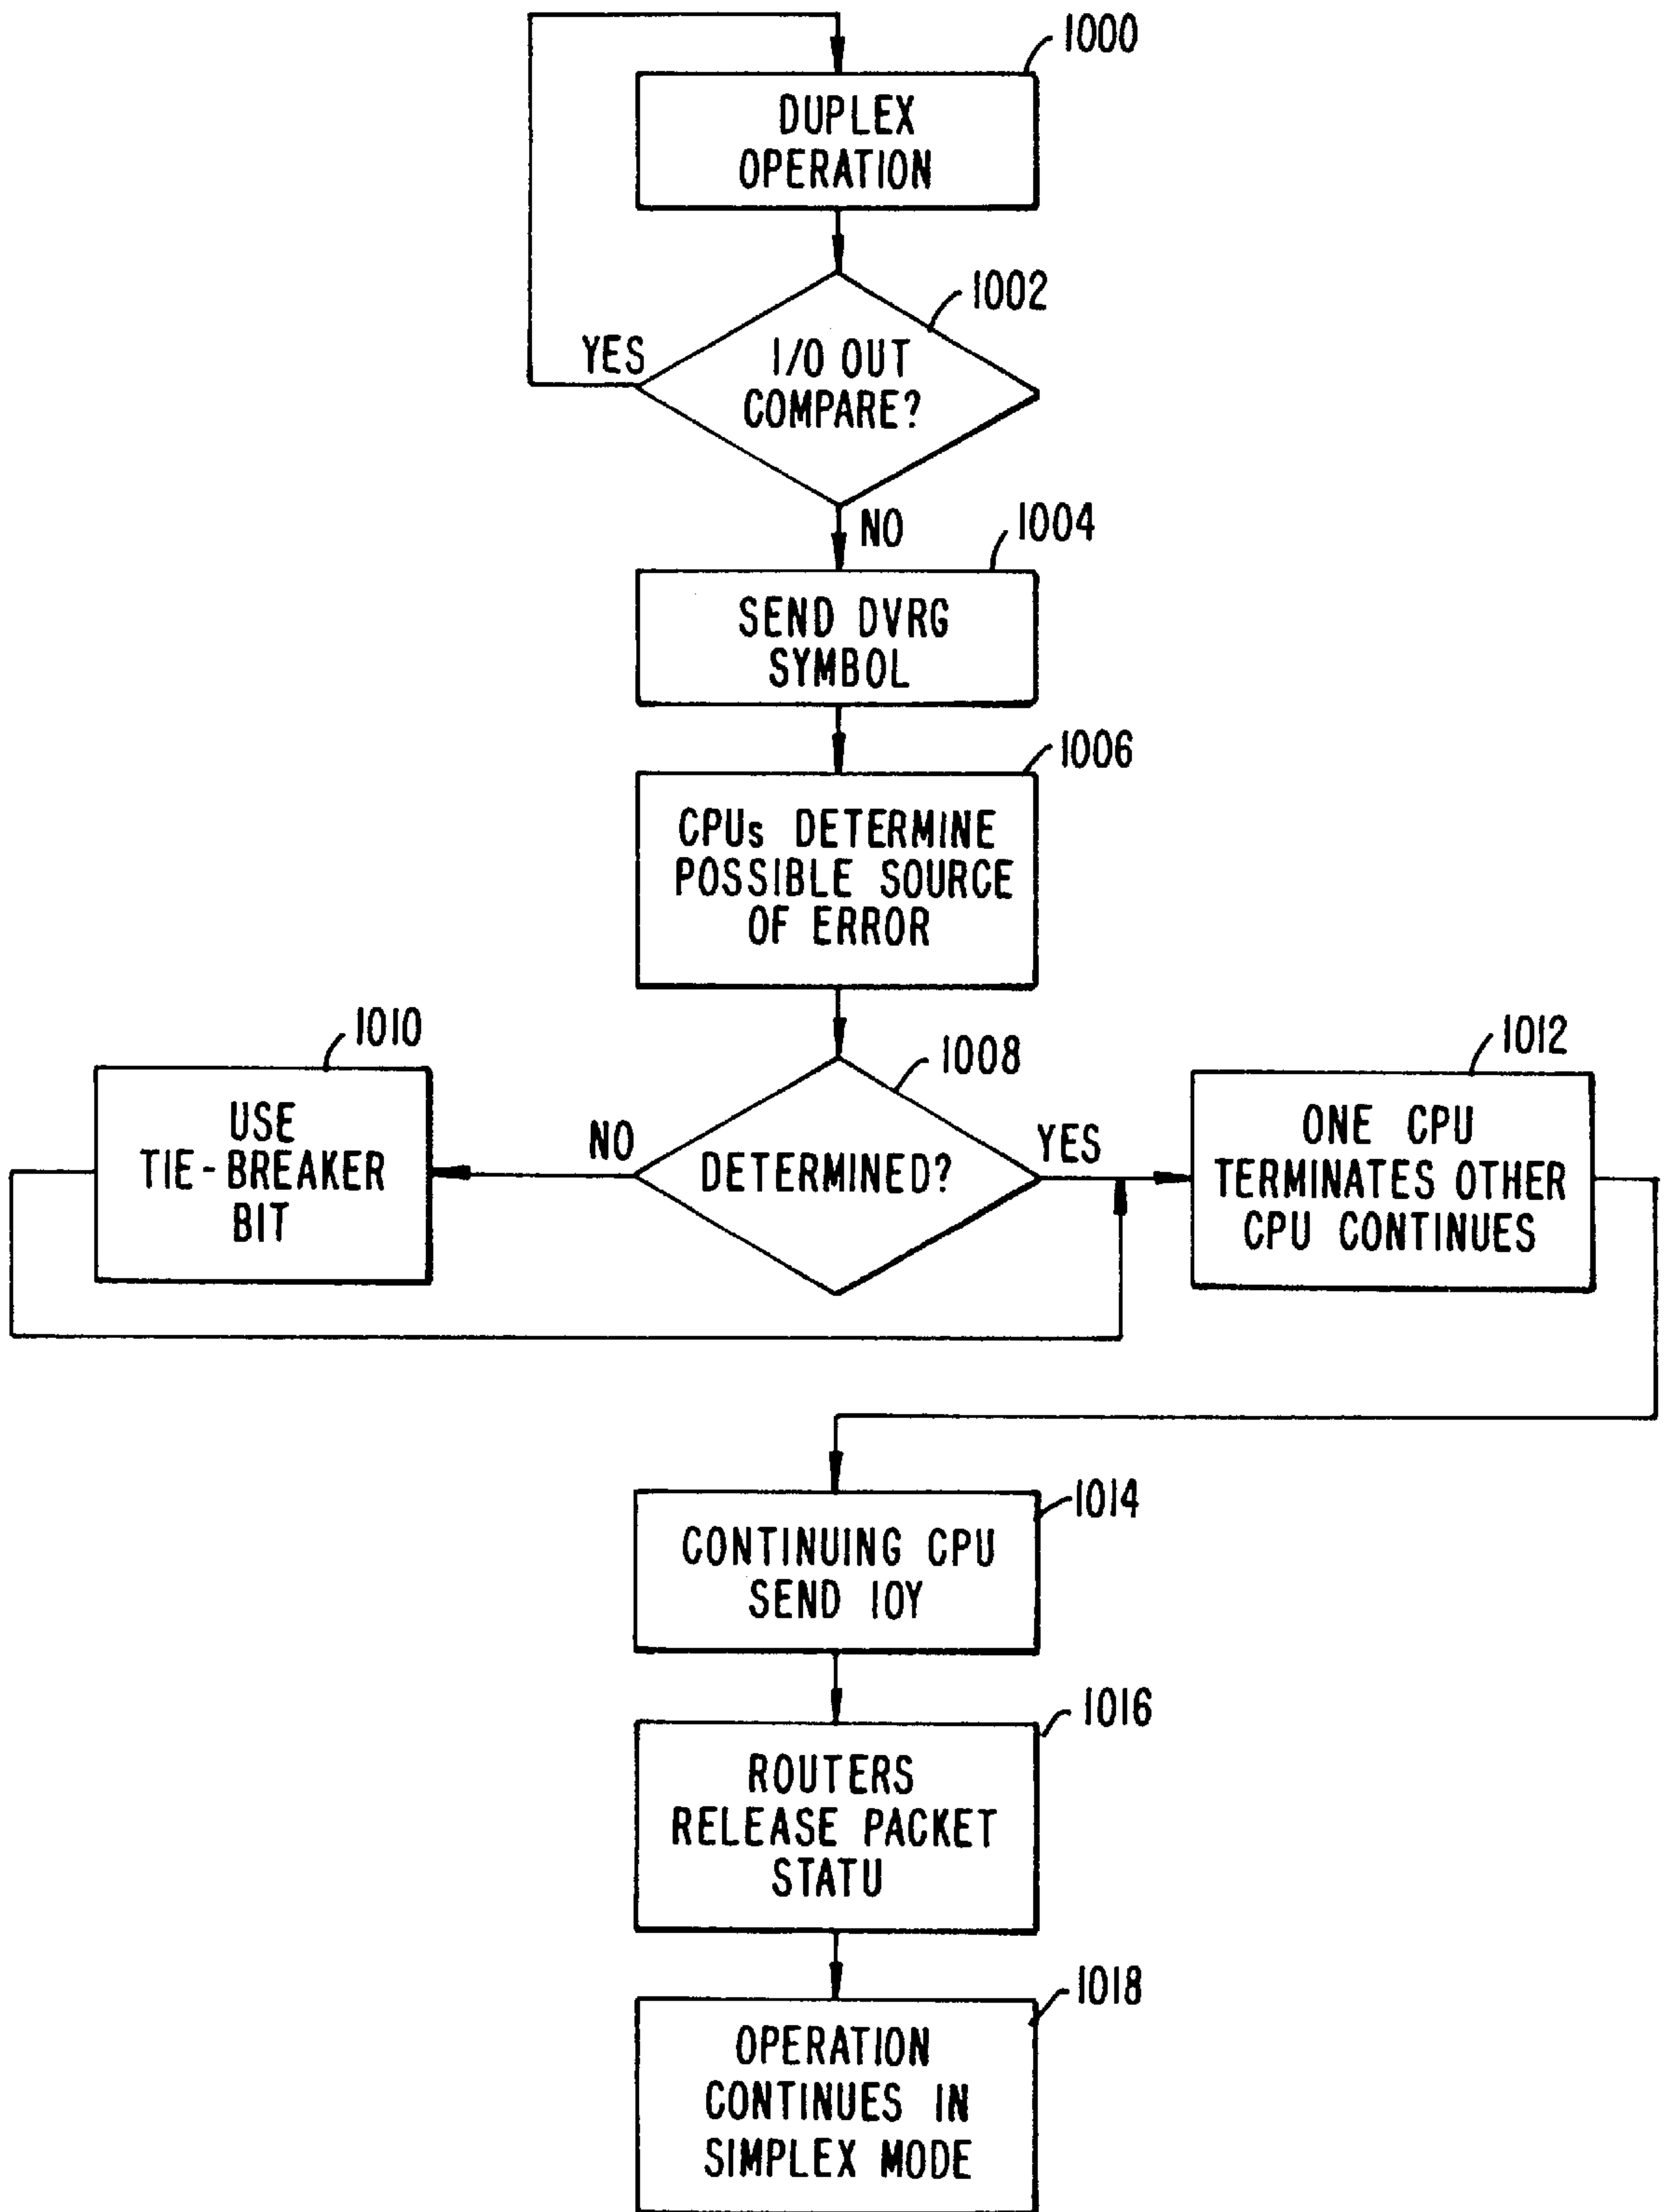 1000
DUPLEX
OPERATION
1002
YES
I/O OUT
COMPARE?
NO
1004
SEND DVRG
SYMBOL
1006
CPUs DETERMINE
POSSIBLE SOURCE
OF ERROR
1010
USE
TIE-BREAKER
BIT
1008
NO
DETERMINED?
YES
1012
ONE CPU
TERMINATES OTHER
CPU CONTINUES
1014
CONTINUING CPU
SEND IOY
1016
ROUTERS
RELEASE PACKET
STATU
1018
OPERATION
CONTINUES IN
SIMPLEX MODE